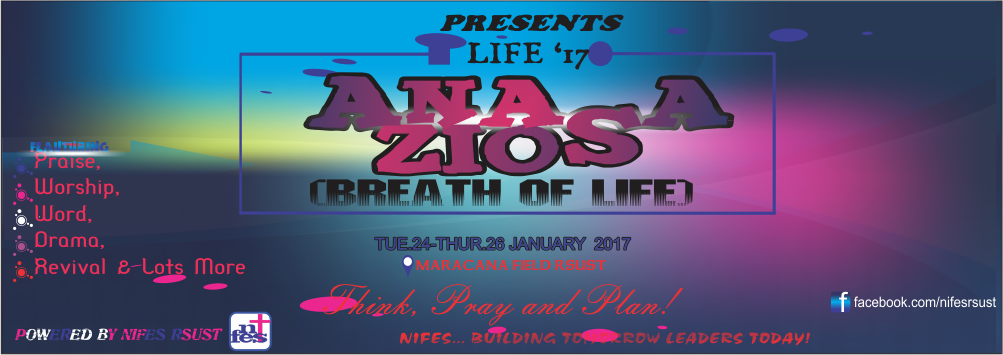 PRESENTS
LIFE '17
ANASA
ZIOS
(BREATH OF LIFE)
FEANTURING
Praise,
Worship,
Word,
Drama,
Revival & Lots More
TUE.24-THUR.26 JANUARY 2017
MARACANA FIELD RSUST
Think, Pray and Plan!
facebook.com/nifesrsust
POWERED BY NIFES RSUST
nifes
NIFES... BUILDING TOMORROW LEADERS TODAY!